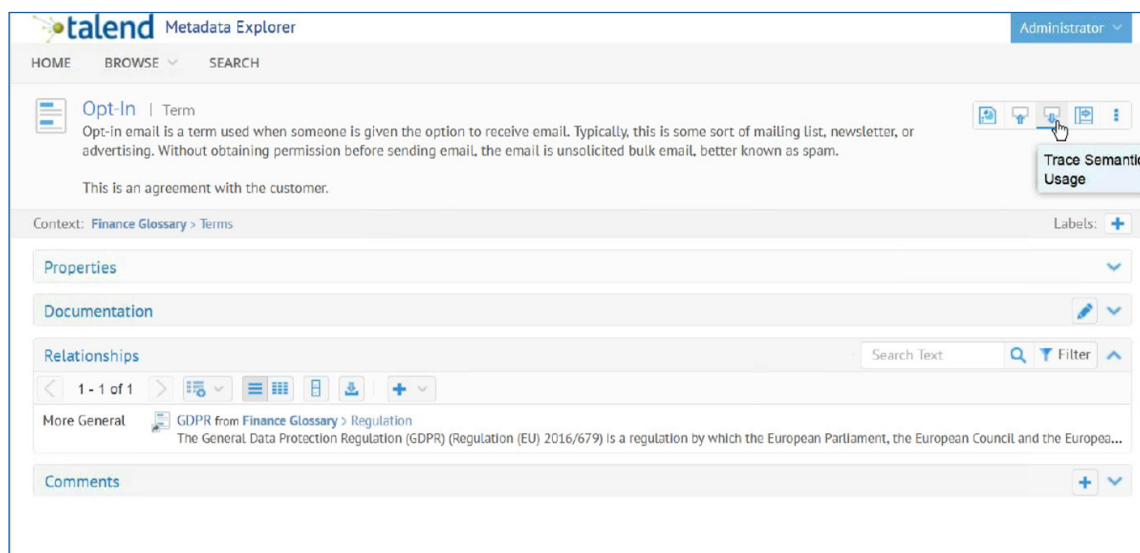 talend Metadata Explorer
Administrator
HOME BROWSE SEARCH
Opt-In | Term
Opt-in email is a term used when someone is given the option to receive email. Typically, this is some sort of mailing list, newsletter, or
advertising. Without obtaining permission before sending email, the email is unsolicited bulk email, better known as spam.
This is an agreement with the customer.
Trace Semantic
Usage
Context: Finance Glossary > Terms
Labels:
Properties
Documentation
Relationships
Search Text
Filter
1 - 1 of 1
More General
GDPR from Finance Glossary > Regulation
The General Data Protection Regulation (GDPR) (Regulation (EU) 2016/679) is a regulation by which the European Parliament, the European Council and the Europea...
Comments